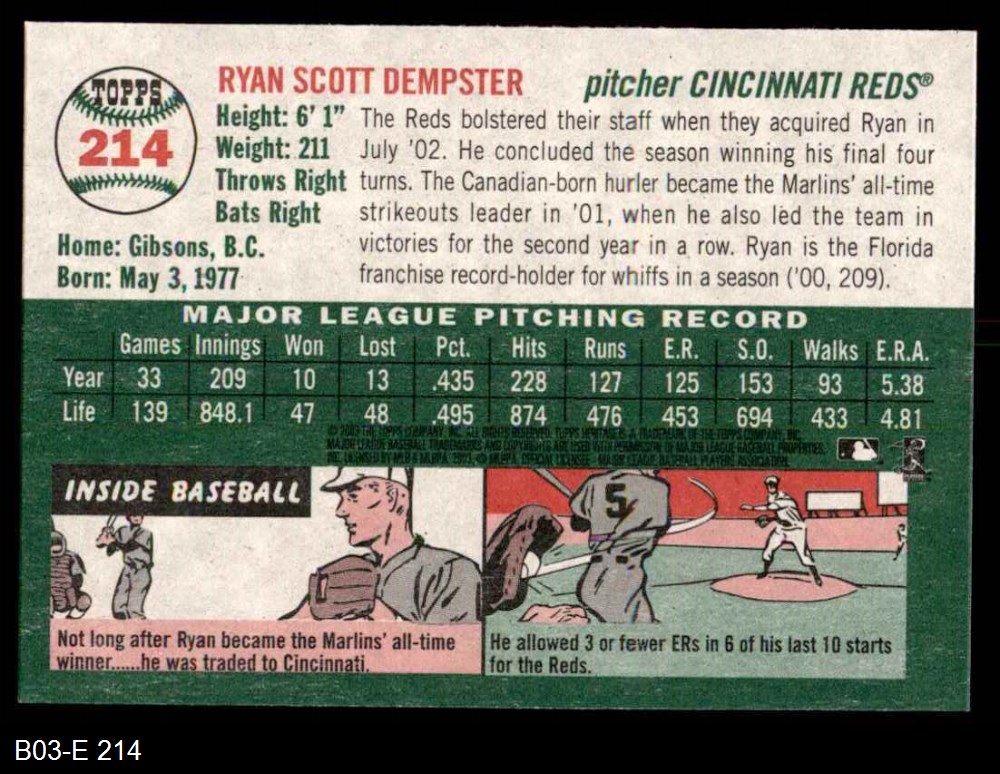 TOPPS
214
RYAN SCOTT DEMPSTER
pitcher CINCINNATI REDS®
Height: 6' 1"
Weight: 211
Throws Right
Bats Right
Home: Gibsons, B.C.
Born: May 3, 1977
The Reds bolstered their staff when they acquired Ryan in
July '02. He concluded the season winning his final four
turns. The Canadian-born hurler became the Marlins' all-time
strikeouts leader in '01, when he also led the team in
victories for the second year in a row. Ryan is the Florida
franchise record-holder for whiffs in a season ('00, 209).
MAJOR LEAGUE PITCHING RECORD
Games Innings Won Lost Pct. Hits Runs E.R. S.O. Walks E.R.A.
Year 33 209 10 13 .435 228 127 125 153 93 5.38
Life 139 848.1 47 48 .495 874 476 453 694 433 4.81
INSIDE BASEBALL
5
Not long after Ryan became the Marlins' all-time
winner......he was traded to Cincinnati.
He allowed 3 or fewer ERs in 6 of his last 10 starts
for the Reds.
B03-E 214